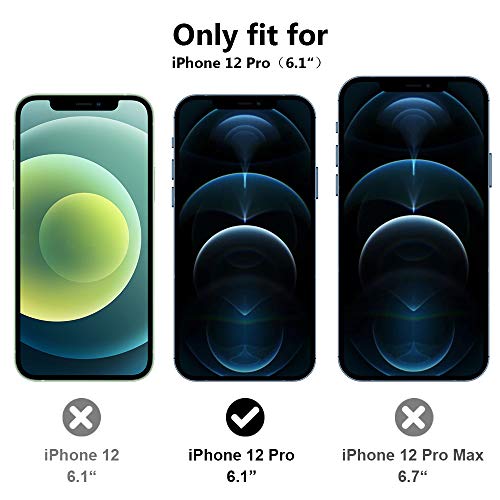 Only fit for
iPhone 12 Pro（6.1“）
iPhone 12
6.1“
iPhone 12 Pro
6.1”
iPhone 12 Pro Max
6.7“